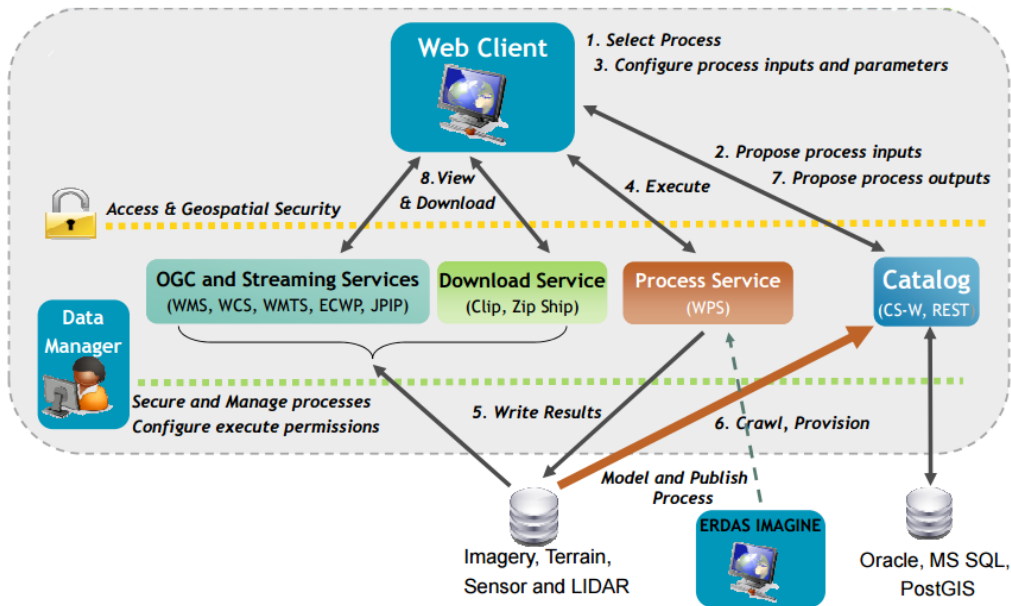 Web Client
1. Select Process
3. Configure process inputs and parameters
2. Propose process inputs
7. Propose process outputs
8.View
& Download
4. Execute
Access & Geospatial Security
OGC and Streaming Services
(WMS, WCS, WMTS, ECWP, JPIP)
Download Service
(Clip, Zip Ship)
Process Service
(WPS)
Catalog
(CS-W, REST)
Data
Manager
Secure and Manage processes
Configure execute permissions
5. Write Results
6. Crawl, Provision
Model and Publish
Process
ERDAS IMAGINE
Imagery, Terrain,
Sensor and LIDAR
Oracle, MS SQL,
PostGIS